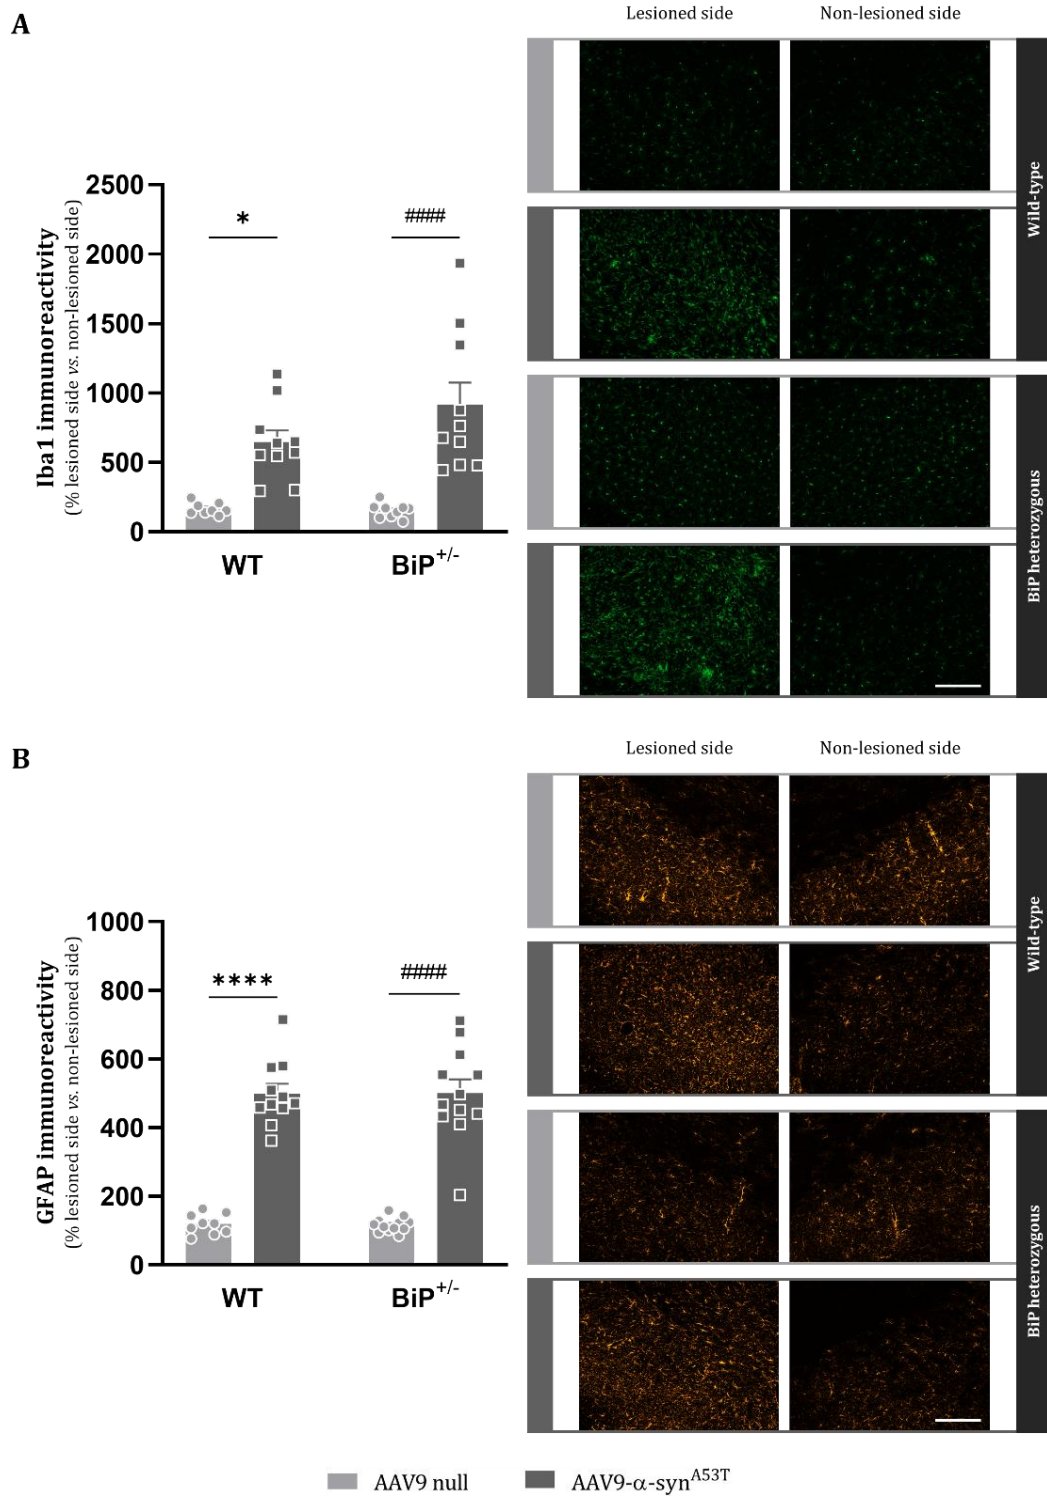 A
Lesioned side
Non-lesioned side
Iba1 immunoreactivity
(% lesioned side vs. non-lesioned side)
2500
2000
1500
1000
500
0
*
####
WT
BiP+/-
Wild-type
BiP heterozygous
B
Lesioned side
Non-lesioned side
GFAP immunoreactivity
(% lesioned side vs. non-lesioned side)
1000
800
600
400
200
0
****
####
WT
BiP+/-
Wild-type
BiP heterozygous
AAV9 null
AAV9-α-synA53T